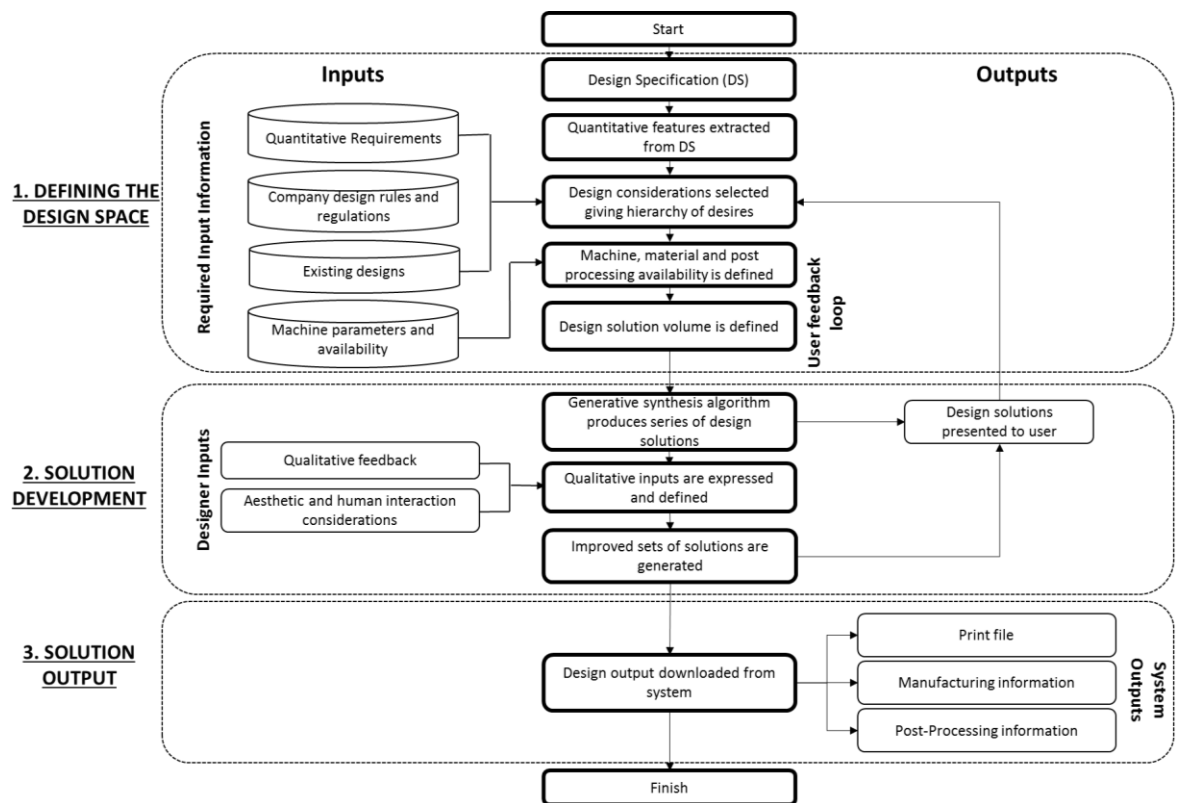 Start
Inputs
Design Specification (DS)
Outputs
Required Input Information
Quantitative Requirements
Quantitative features extracted
from DS
1. DEFINING THE
DESIGN SPACE
Company design rules and
regulations
Design considerations selected
giving hierarchy of desires
Existing designs
Machine, material and post
processing availability is defined
Machine parameters and
availability
Design solution volume is defined
User feedback
loop
2. SOLUTION
DEVELOPMENT
Designer Inputs
Generative synthesis algorithm
produces series of design
solutions
Design solutions
presented to user
Qualitative feedback
Qualitative inputs are expressed
and defined
Aesthetic and human interaction
considerations
Improved sets of solutions are
generated
3. SOLUTION
OUTPUT
Design output downloaded from
system
Print file
Manufacturing information
Post-Processing information
System
Outputs
Finish